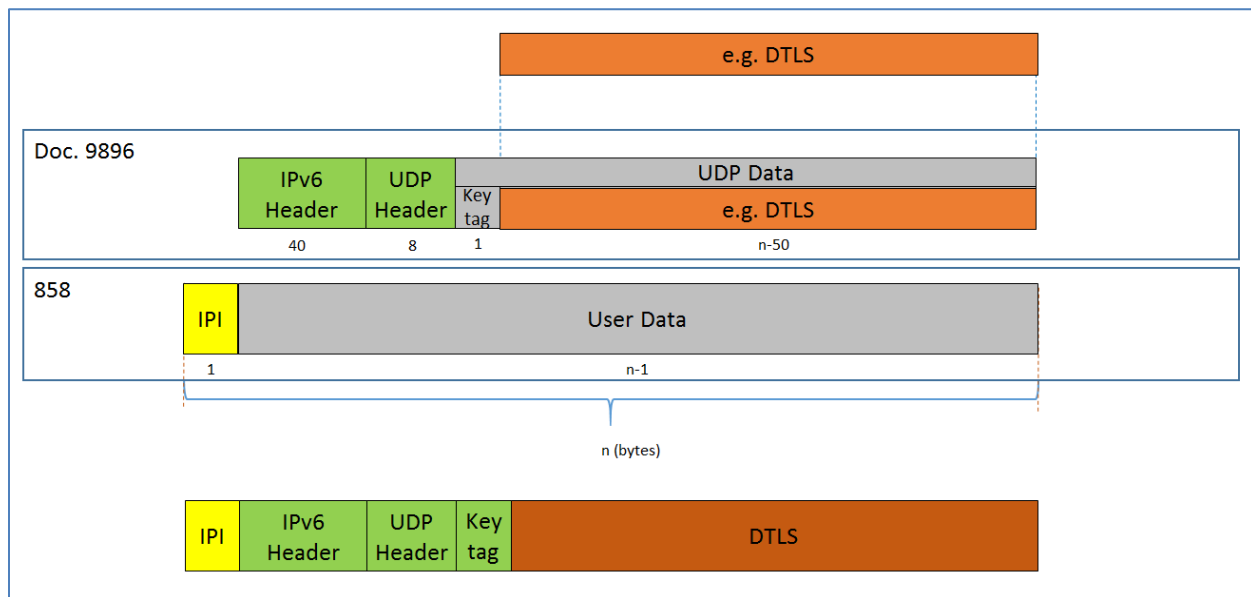 e.g. DTLS
Doc. 9896
IPv6
Header
UDP
Header
UDP Data
Key
tag
e.g. DTLS
40
8
1
n-50
858
IPI
User Data
1
n-1
n (bytes)
IPI
IPv6
Header
UDP
Header
Key
tag
DTLS